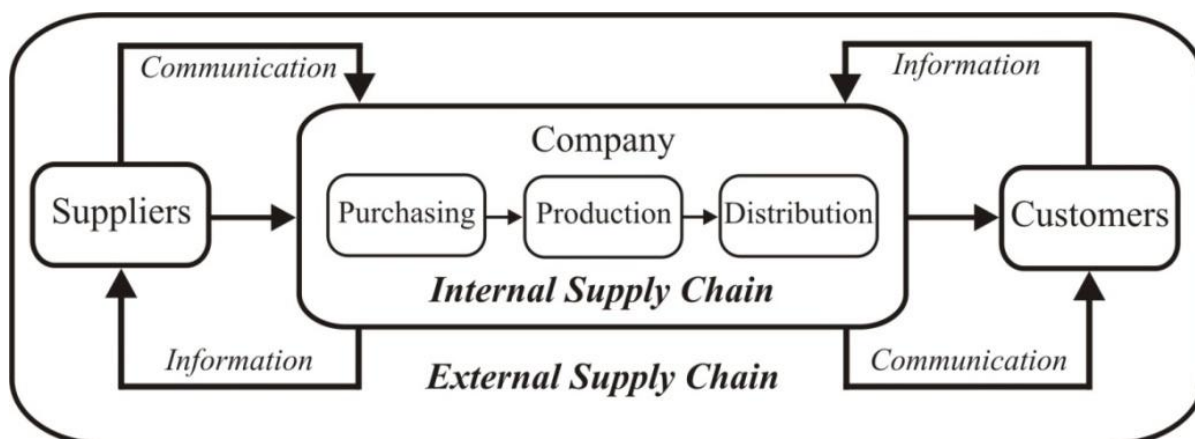 Communication
Information
Company
Suppliers
Purchasing
Production
Distribution
Customers
Internal Supply Chain
Information
External Supply Chain
Communication